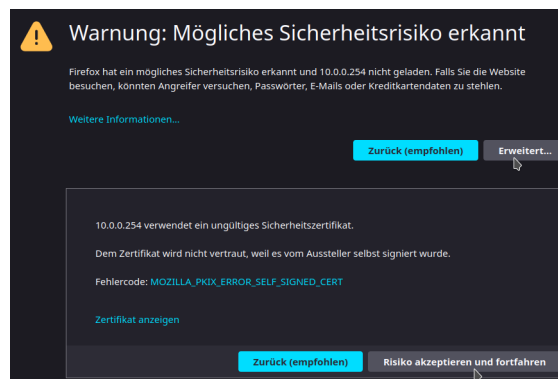 Warnung: Mögliches Sicherheitsrisiko erkannt
Firefox hat ein mögliches Sicherheitsrisiko erkannt und 10.0.0.254 nicht geladen. Falls Sie die Website
besuchen, könnten Angreifer versuchen, Passwörter, E-Mails oder Kreditkartendaten zu stehlen.
Weitere Informationen...
Zurück (empfohlen) Erweitert...
10.0.0.254 verwendet ein ungültiges Sicherheitszertifikat.
Dem Zertifikat wird nicht vertraut, weil es vom Aussteller selbst signiert wurde.
Fehlercode: MOZILLA_PKIX_ERROR_SELF_SIGNED_CERT
Zertifikat anzeigen
Zurück (empfohlen) Risiko akzeptieren und fortfahren